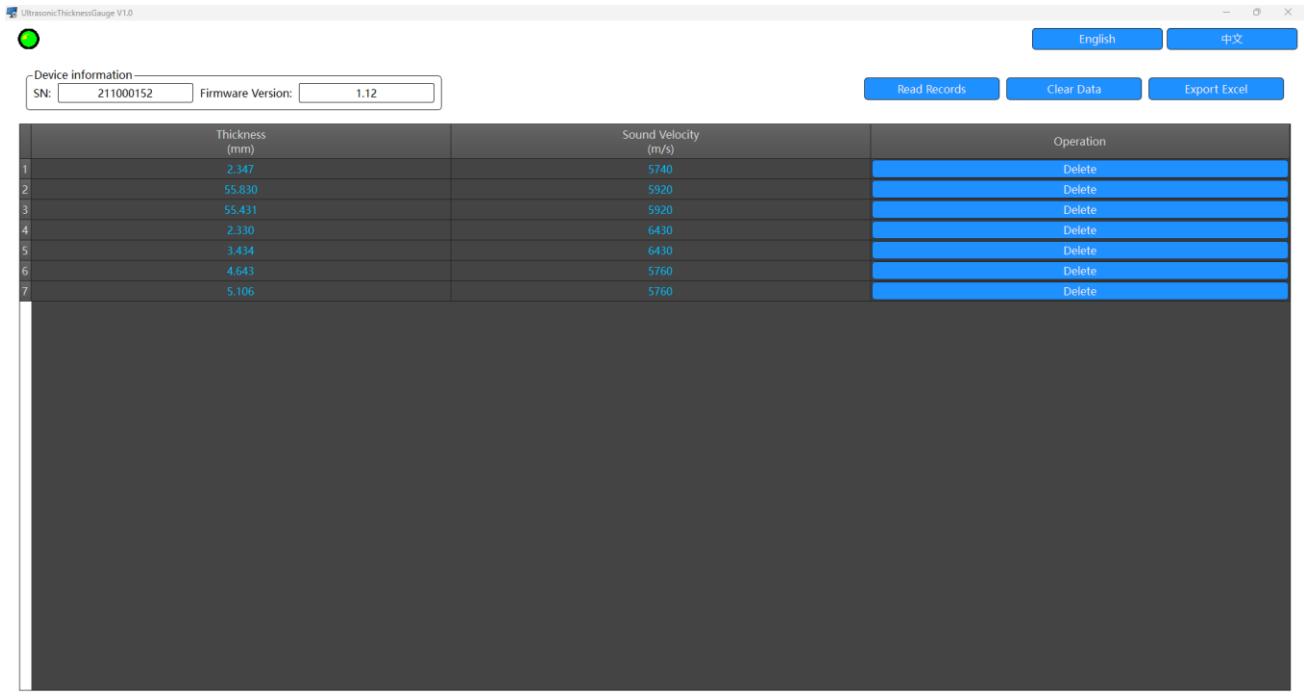 UltrasonicThicknessGauge V1.0
English 中文
Device information
SN: 211000152 Firmware Version: 1.12
Read Records Clear Data Export Excel
Thickness Sound Velocity Operation
(mm) (m/s)
1 2.347 5740 Delete
2 55.830 5920 Delete
3 55.431 5920 Delete
4 2.330 6430 Delete
5 3.434 6430 Delete
6 4.643 5760 Delete
7 5.106 5760 Delete